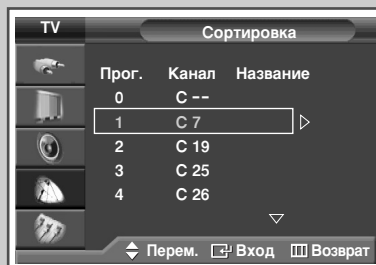 TV
Сортировка
Прог. Канал Название
0 C --
1 C 7
2 C 19
3 C 25
4 C 26
Перем. Вход Возврат